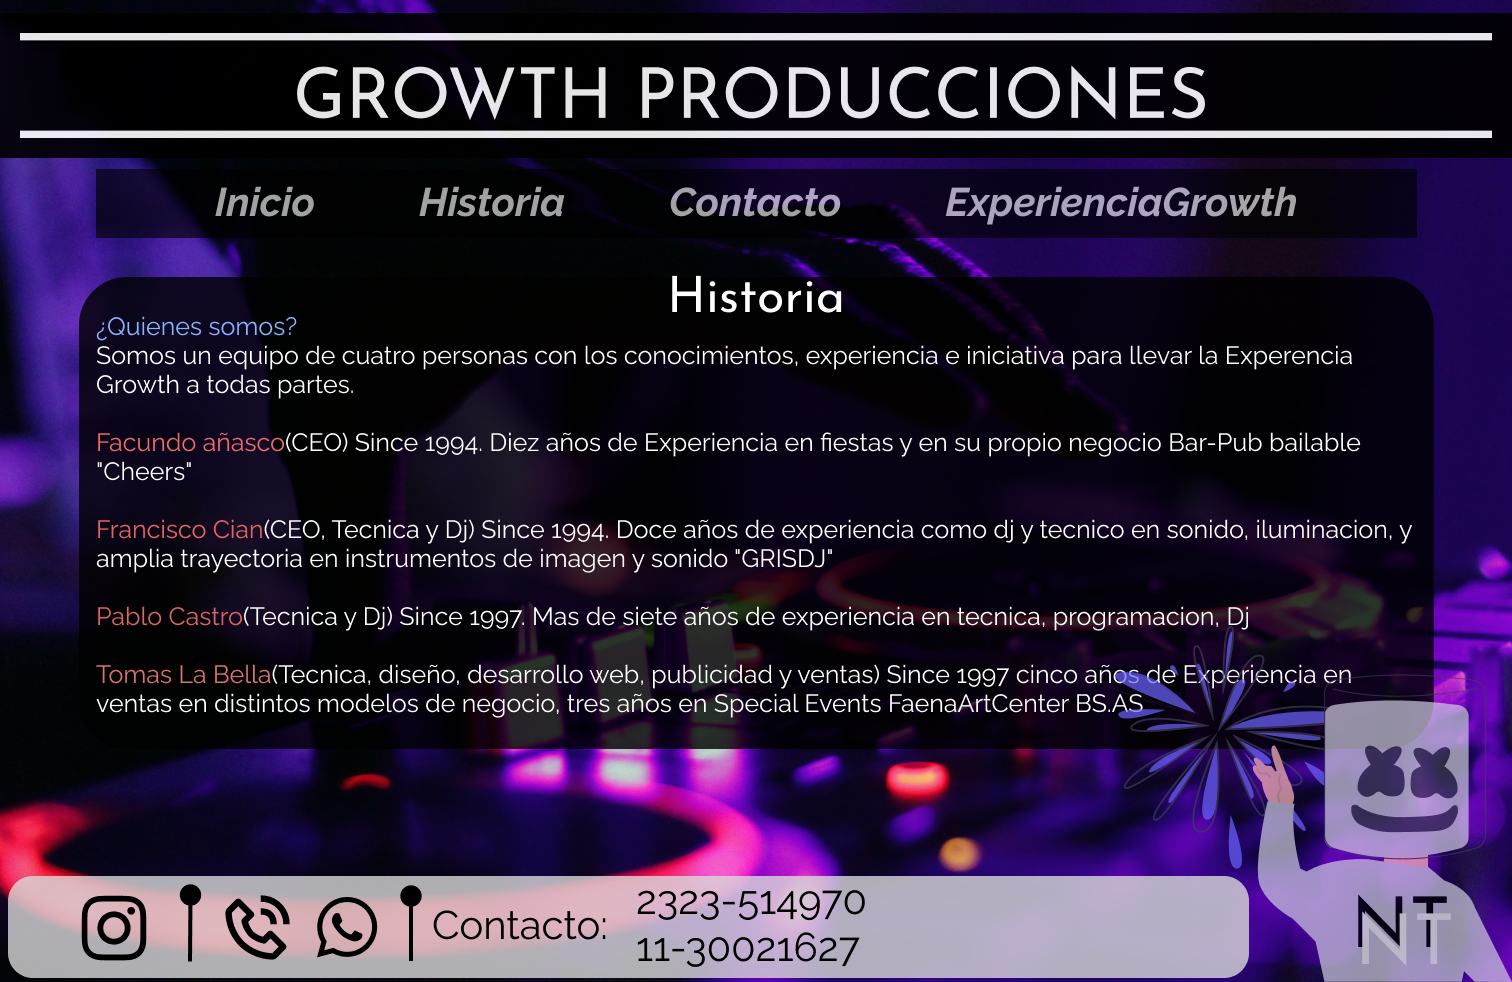 GROWTH PRODUCCIONES
Inicio Historia Contacto ExperienciaGrowth
Historia
¿Quienes somos?
Somos un equipo de cuatro personas con los conocimientos, experiencia e iniciativa para llevar la Experencia
Growth a todas partes.
Facundo añasco(CEO) Since 1994. Diez años de Experiencia en fiestas y en su propio negocio Bar-Pub bailable
"Cheers"
Francisco Cian(CEO, Tecnica y Dj) Since 1994. Doce años de experiencia como dj y tecnico en sonido, iluminacion, y
amplia trayectoria en instrumentos de imagen y sonido "GRISDJ"
Pablo Castro(Tecnica y Dj) Since 1997. Mas de siete años de experiencia en tecnica, programacion, Dj
Tomas La Bella(Tecnica, diseño, desarrollo web, publicidad y ventas) Since 1997 cinco años de Experiencia en
ventas en distintos modelos de negocio, tres años en Special Events FaenaArtCenter BS.AS
Contacto:
2323-514970
11-30021627
NT